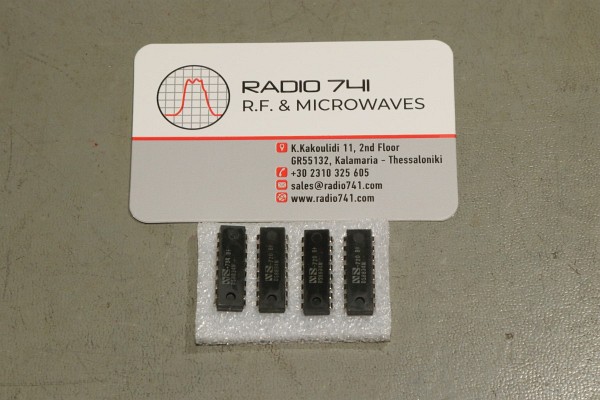 RADIO 741
R.F. & MICROWAVES
K.Kakoulidi 11, 2nd Floor
GR55132, Kalamaria - Thessaloniki
+30 2310 325 605
sales@radio741.com
www.radio741.com